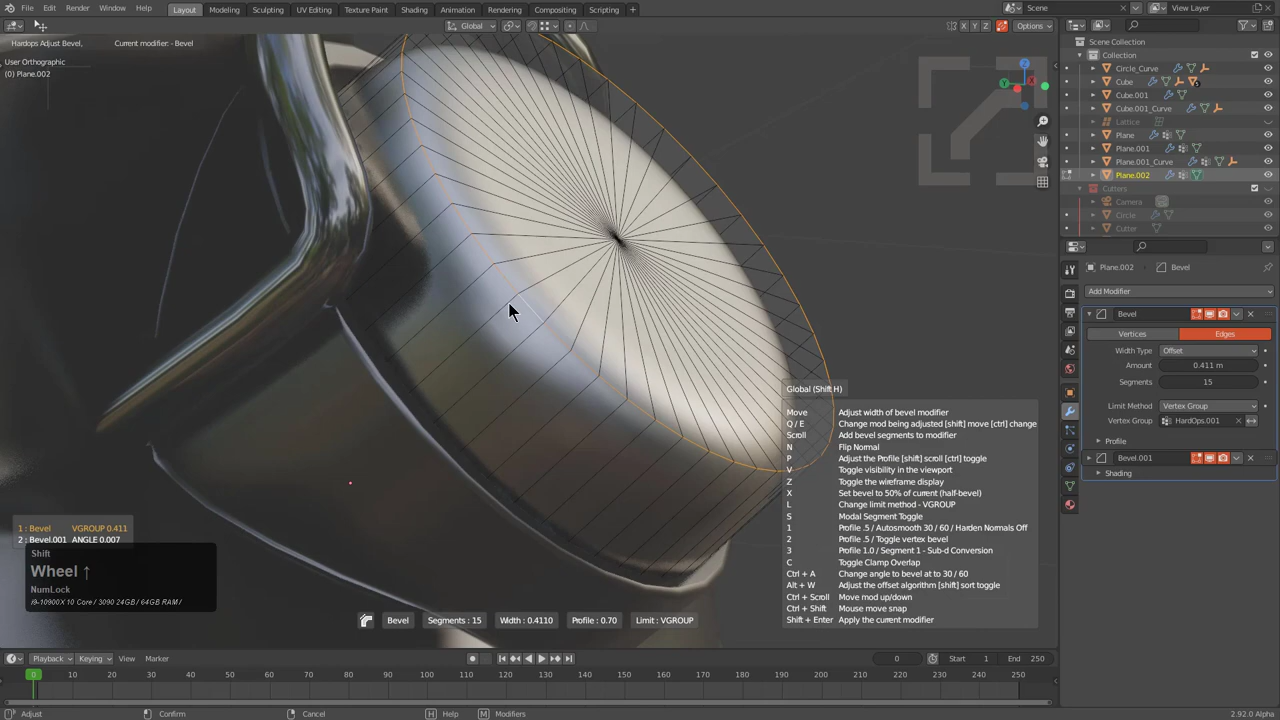 File Edit Render Window Help Layout Modeling Sculpting UV Editing Texture Paint Shading Animation Rendering Compositing Scripting + Scene View Layer
Global X Y Z Options
Hardops Adjust Bevel, Current modifier: - Bevel
User Orthographic
(0) Plane.002
Z
Y
X
Scene Collection
Collection
Circle_Curve
Cube
Cube.001
Cube.001_Curve
Lattice
Plane
Plane.001
Plane.001_Curve
Plane.002
Cutters
Camera
Circle
Cutter
Plane.002 Bevel
Add Modifier
Bevel
Vertices Edges
Width Type Offset
Amount 0.411 m
Segments 15
Limit Method Vertex Group
Vertex Group HardOps.001
Profile
Bevel.001
Shading
Global (Shift H)
Move Adjust width of bevel modifier
Q / E Change mod being adjusted [shift] move [ctrl] change
Scroll Add bevel segments to modifier
N Flip Normal
P Adjust the Profile [shift] scroll [ctrl] toggle
V Toggle visibility in the viewport
Z Toggle the wireframe display
X Set bevel to 50% of current (half-bevel)
L Change limit method - VGROUP
S Modal Segment Toggle
1 Profile .5 / Autosmooth 30 / 60 / Harden Normals Off
2 Profile .5 / Toggle vertex bevel
3 Profile 1.0 / Segment 1 - Sub-d Conversion
C Toggle Clamp Overlap
Ctrl + A Change angle to bevel at to 30 / 60
Alt + W Adjust the offset algorithm [shift] sort toggle
Ctrl + Scroll Move mod up/down
Ctrl + Shift Mouse move snap
Shift + Enter Apply the current modifier
1 : Bevel VGROUP 0.411
2 : Bevel.001 ANGLE 0.007
Shift
Wheel ↑
NumLock
i9-10900X 10 Core / 3090 24GB / 64GB RAM /
Bevel Segments : 15 Width : 0.4110 Profile : 0.70 Limit : VGROUP
Playback Keying View Marker 0 Start 1 End 250
0 10 20 30 40 50 60 70 80 90 100 110 120 130 140 150 160 170 180 190 200 210 220 230 240 250
Adjust Confirm Cancel H Help M Modifiers 2.92.0 Alpha